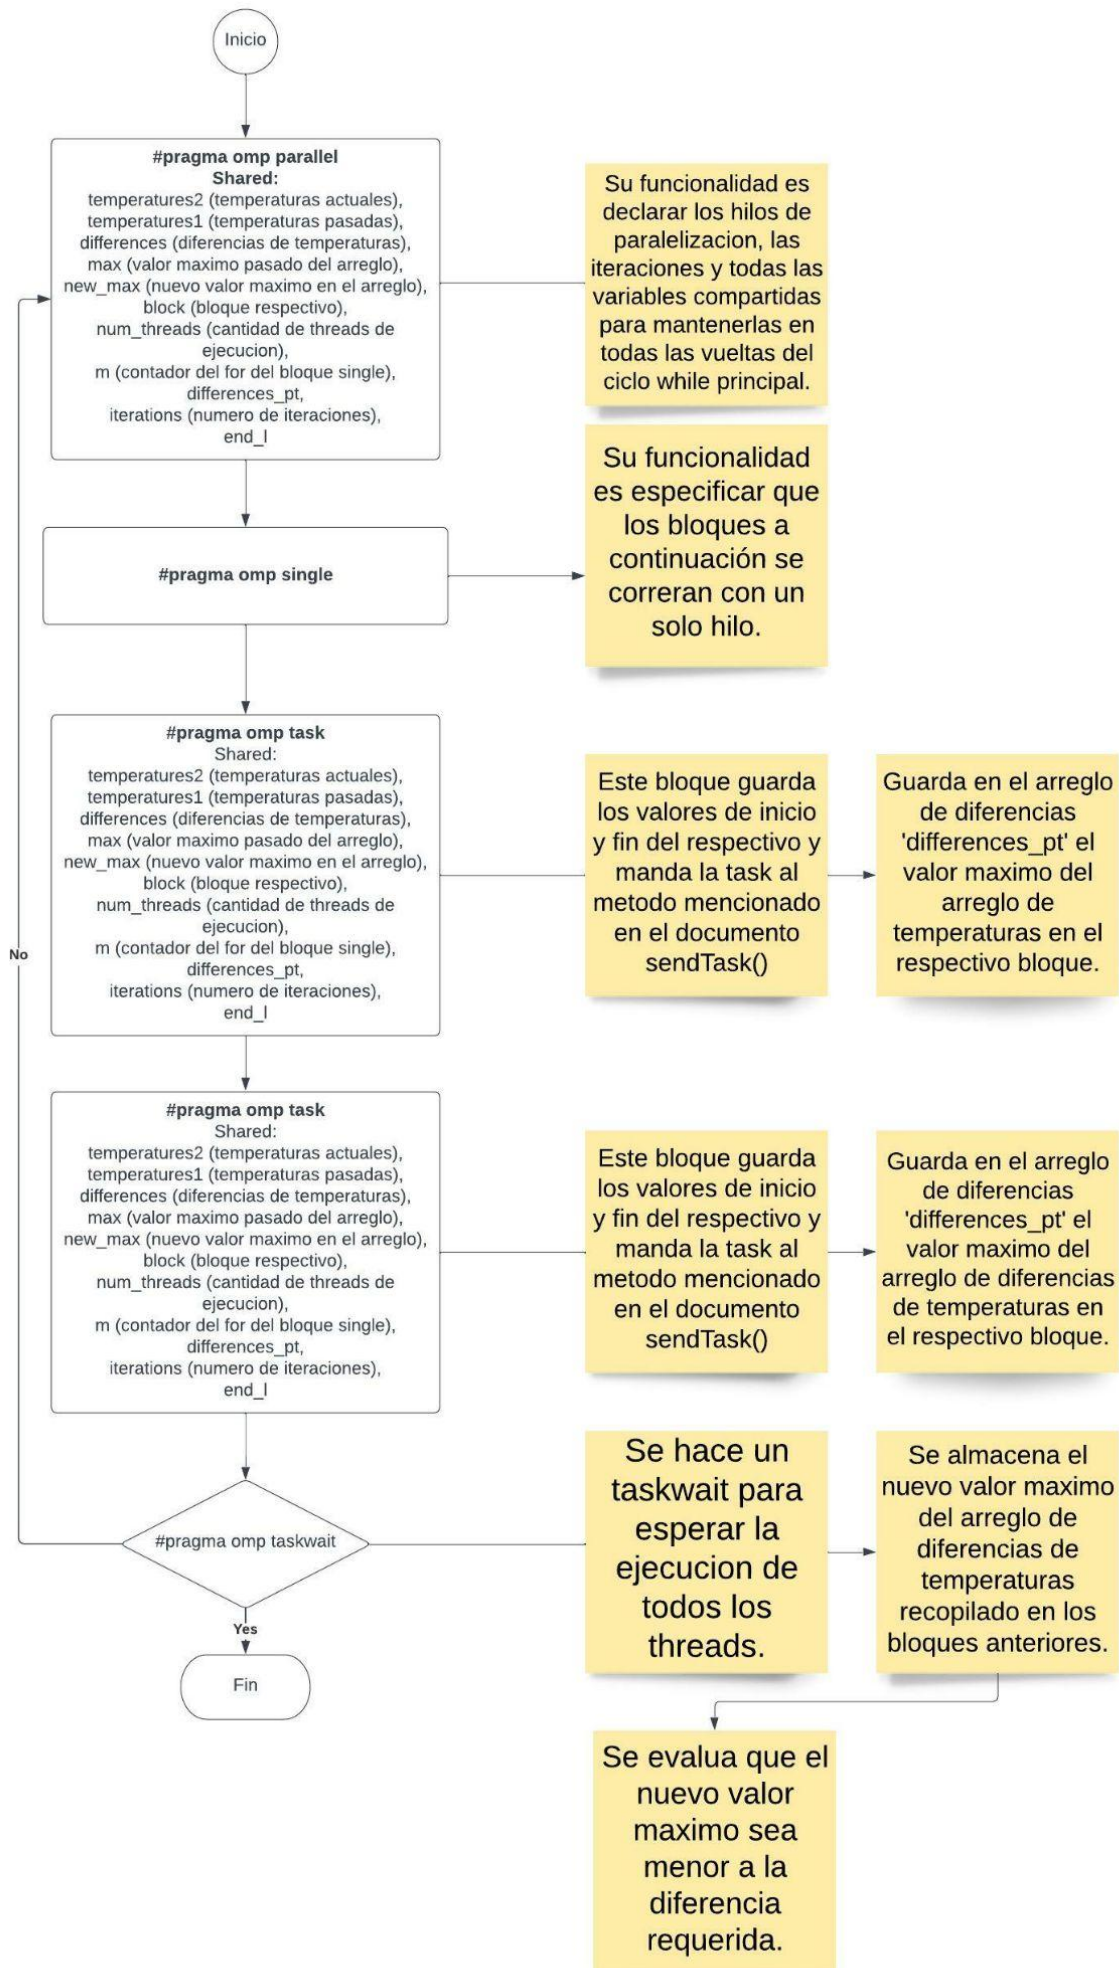 Inicio
#pragma omp parallel
Shared:
temperatures2 (temperaturas actuales),
temperatures1 (temperaturas pasadas),
differences (diferencias de temperaturas),
max (valor maximo pasado del arreglo),
new_max (nuevo valor maximo en el arreglo),
block (bloque respectivo),
num_threads (cantidad de threads de
ejecucion),
m (contador del for del bloque single),
differences_pt,
iterations (numero de iteraciones),
end_l
Su funcionalidad es
declarar los hilos de
paralelizacion, las
iteraciones y todas las
variables compartidas
para mantenerlas en
todas las vueltas del
ciclo while principal.
#pragma omp single
Su funcionalidad
es especificar que
los bloques a
continuación se
correran con un
solo hilo.
#pragma omp task
Shared:
temperatures2 (temperaturas actuales),
temperatures1 (temperaturas pasadas),
differences (diferencias de temperaturas),
max (valor maximo pasado del arreglo),
new_max (nuevo valor maximo en el arreglo),
block (bloque respectivo),
num_threads (cantidad de threads de
ejecucion),
m (contador del for del bloque single),
differences_pt,
iterations (numero de iteraciones),
end_l
Este bloque guarda
los valores de inicio
y fin del respectivo y
manda la task al
metodo mencionado
en el documento
sendTask()
Guarda en el arreglo
de diferencias
'differences_pt' el
valor maximo del
arreglo de
temperaturas en el
respectivo bloque.
No
#pragma omp task
Shared:
temperatures2 (temperaturas actuales),
temperatures1 (temperaturas pasadas),
differences (diferencias de temperaturas),
max (valor maximo pasado del arreglo),
new_max (nuevo valor maximo en el arreglo),
block (bloque respectivo),
num_threads (cantidad de threads de
ejecucion),
m (contador del for del bloque single),
differences_pt,
iterations (numero de iteraciones),
end_l
Este bloque guarda
los valores de inicio
y fin del respectivo y
manda la task al
metodo mencionado
en el documento
sendTask()
Guarda en el arreglo
de diferencias
'differences_pt' el
valor maximo del
arreglo de diferencias
de temperaturas en
el respectivo bloque.
#pragma omp taskwait
Se hace un
taskwait para
esperar la
ejecucion de
todos los
threads.
Se almacena el
nuevo valor maximo
del arreglo de
diferencias de
temperaturas
recopilado en los
bloques anteriores.
Yes
Fin
Se evalua que el
nuevo valor
maximo sea
menor a la
diferencia
requerida.